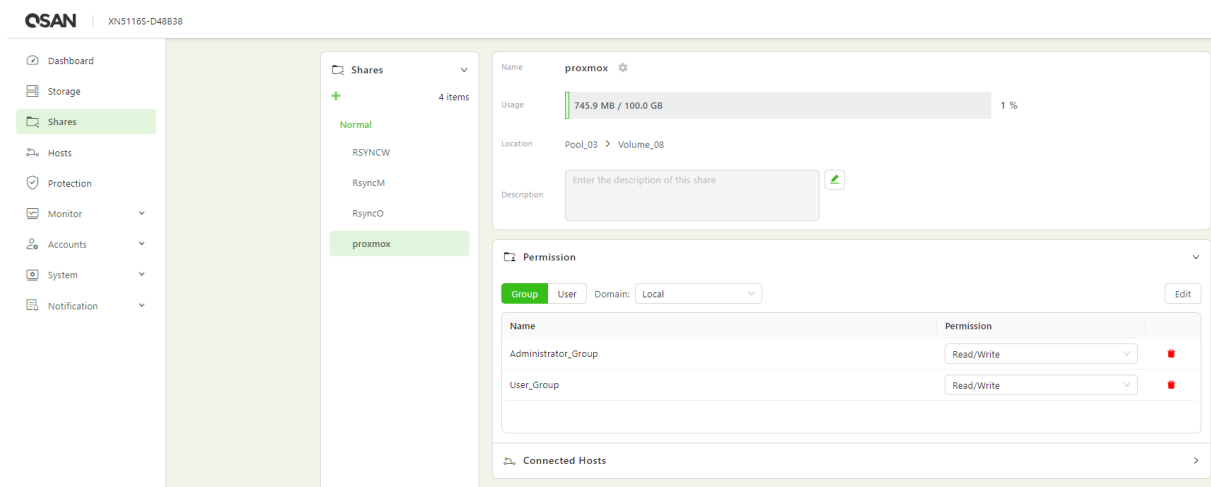 QSAN XN5116S-D48B38
Dashboard
Storage
Shares
Hosts
Protection
Monitor
Accounts
System
Notification
Shares
4 items
Normal
RSYNCW
RsyncM
RsyncO
proxmox
Name proxmox
Usage 745.9 MB / 100.0 GB 1 %
Location Pool_03 > Volume_08
Description Enter the description of this share
Permission
Group User Domain: Local Edit
Name Permission
Administrator_Group Read/Write
User_Group Read/Write
Connected Hosts